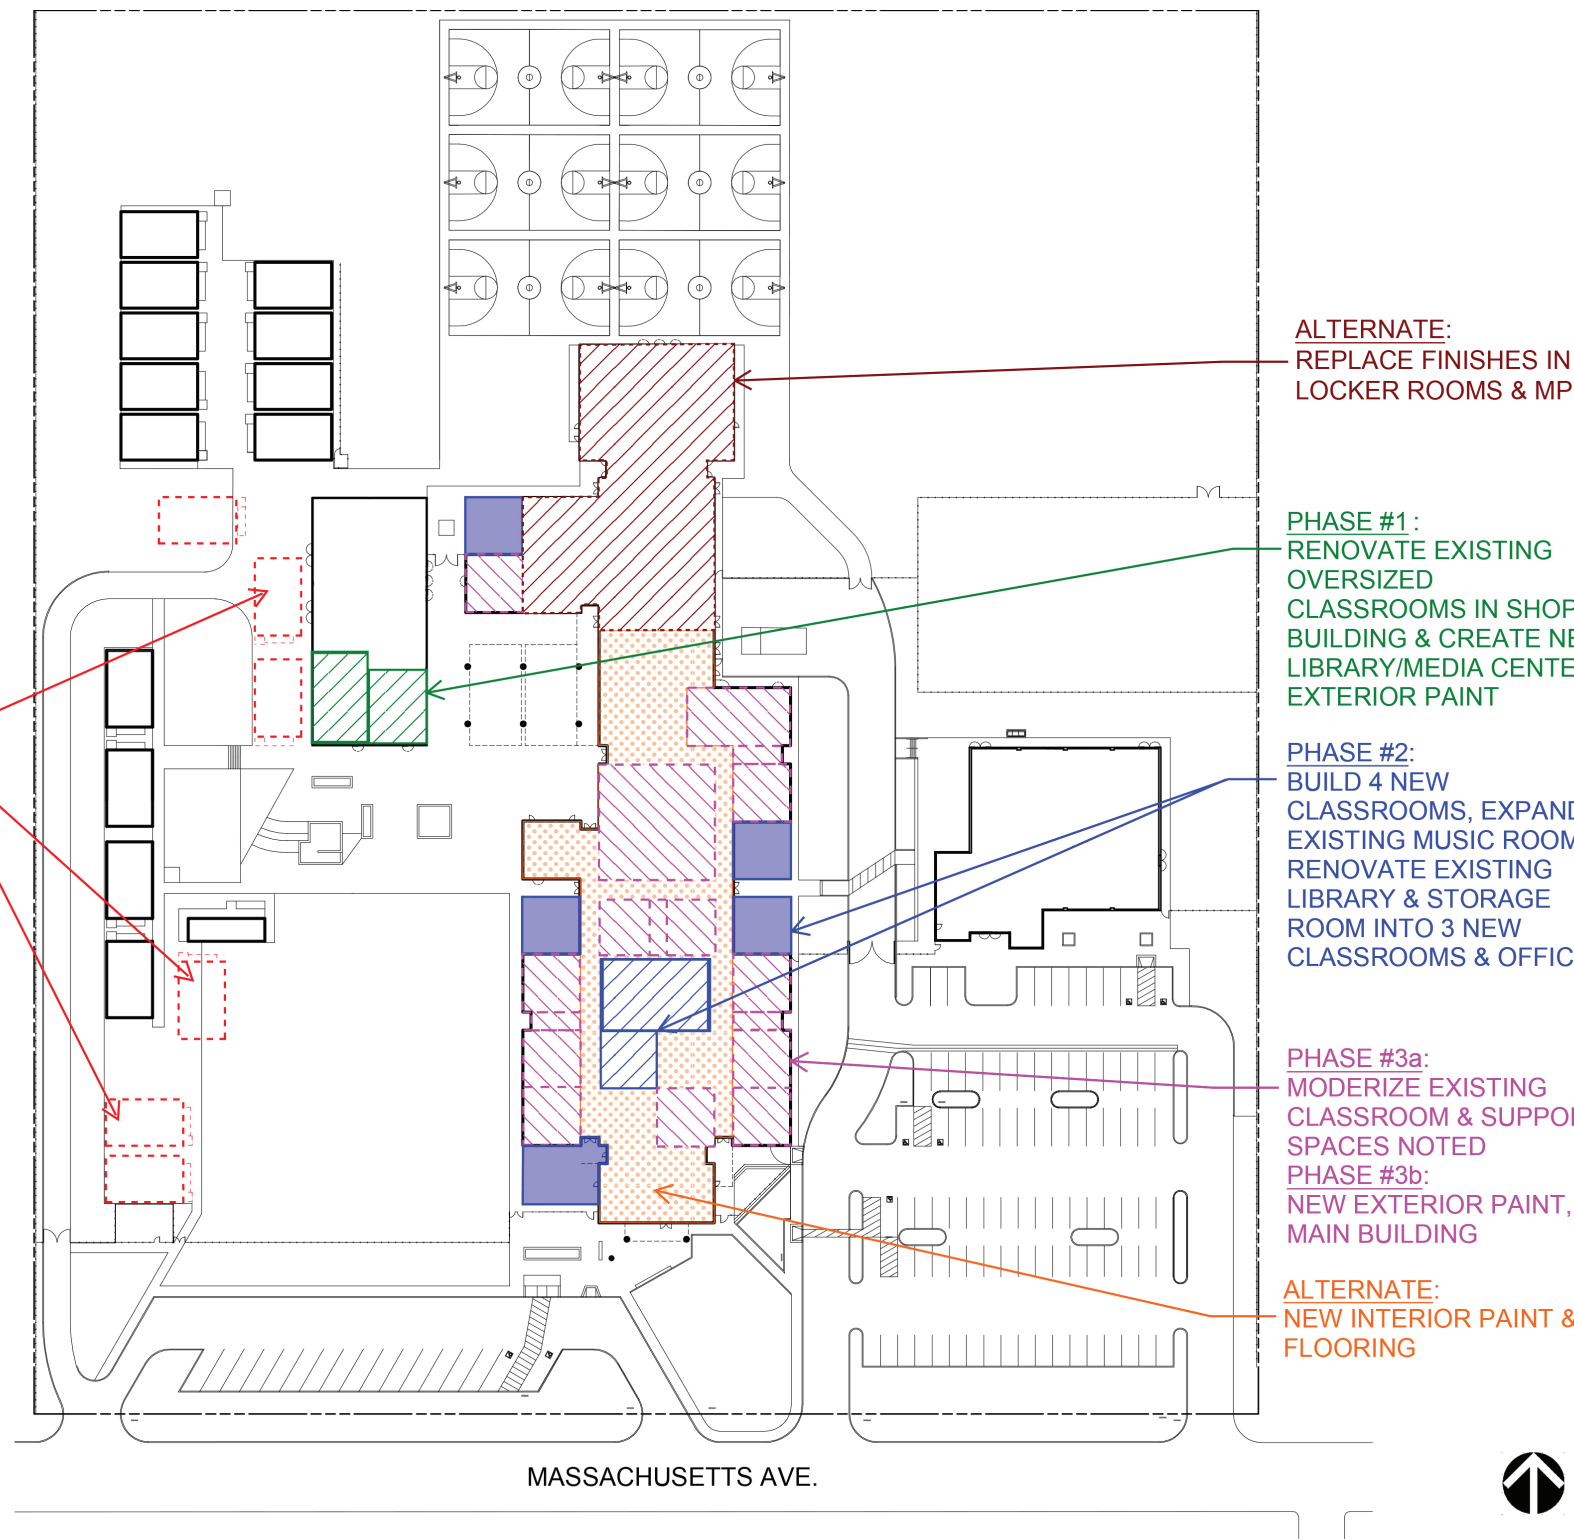 ALTERNATE:
REPLACE FINISHES IN
LOCKER ROOMS & MP
PHASE #1:
RENOVATE EXISTING
OVERSIZED
CLASSROOMS IN SHOP
BUILDING & CREATE NE
LIBRARY/MEDIA CENTE
EXTERIOR PAINT
PHASE #2:
BUILD 4 NEW
CLASSROOMS, EXPAND
EXISTING MUSIC ROOM
RENOVATE EXISTING
LIBRARY & STORAGE
ROOM INTO 3 NEW
CLASSROOMS & OFFIC
PHASE #3a:
MODERIZE EXISTING
CLASSROOM & SUPPOR
SPACES NOTED
PHASE #3b:
NEW EXTERIOR PAINT,
MAIN BUILDING
ALTERNATE:
NEW INTERIOR PAINT &
FLOORING
MASSACHUSETTS AVE.